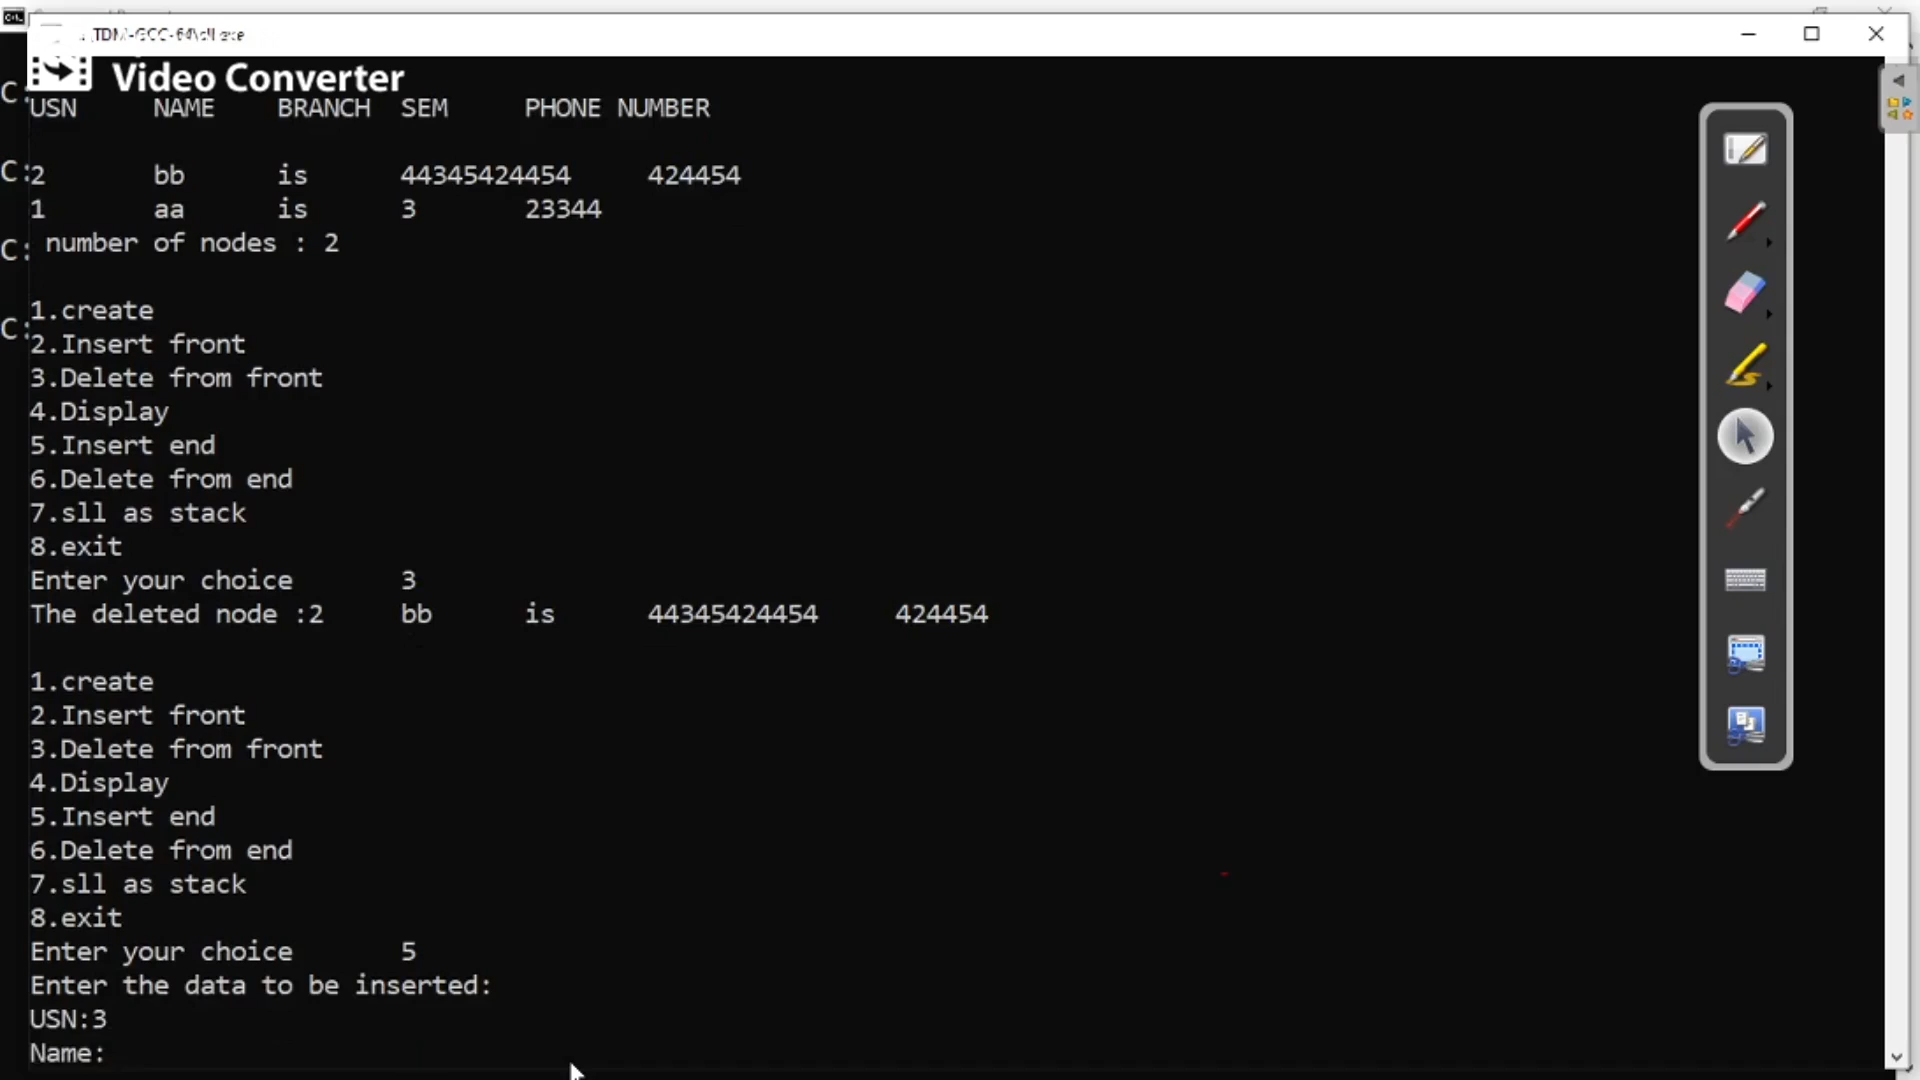 TDM-GCC-64\sll.exe
Video Converter
USN NAME BRANCH SEM PHONE NUMBER
2 bb is 44345424454 424454
1 aa is 3 23344
number of nodes : 2
1.create
2.Insert front
3.Delete from front
4.Display
5.Insert end
6.Delete from end
7.sll as stack
8.exit
Enter your choice 3
The deleted node :2 bb is 44345424454 424454
1.create
2.Insert front
3.Delete from front
4.Display
5.Insert end
6.Delete from end
7.sll as stack
8.exit
Enter your choice 5
Enter the data to be inserted:
USN:3
Name:
C:
C:
C:
C: